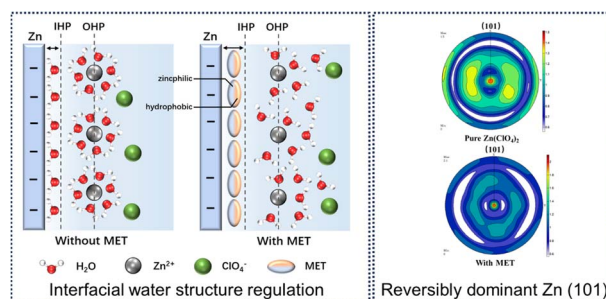 Zn
IHP
OHP
Zn
IHP
OHP
zincphilic
hydrophobic
Without MET
With MET
H₂O
Zn²⁺
ClO₄⁻
MET
Interfacial water structure regulation
(101)
Pure Zn(ClO₄)₂
(101)
With MET
Reversibly dominant Zn (101)